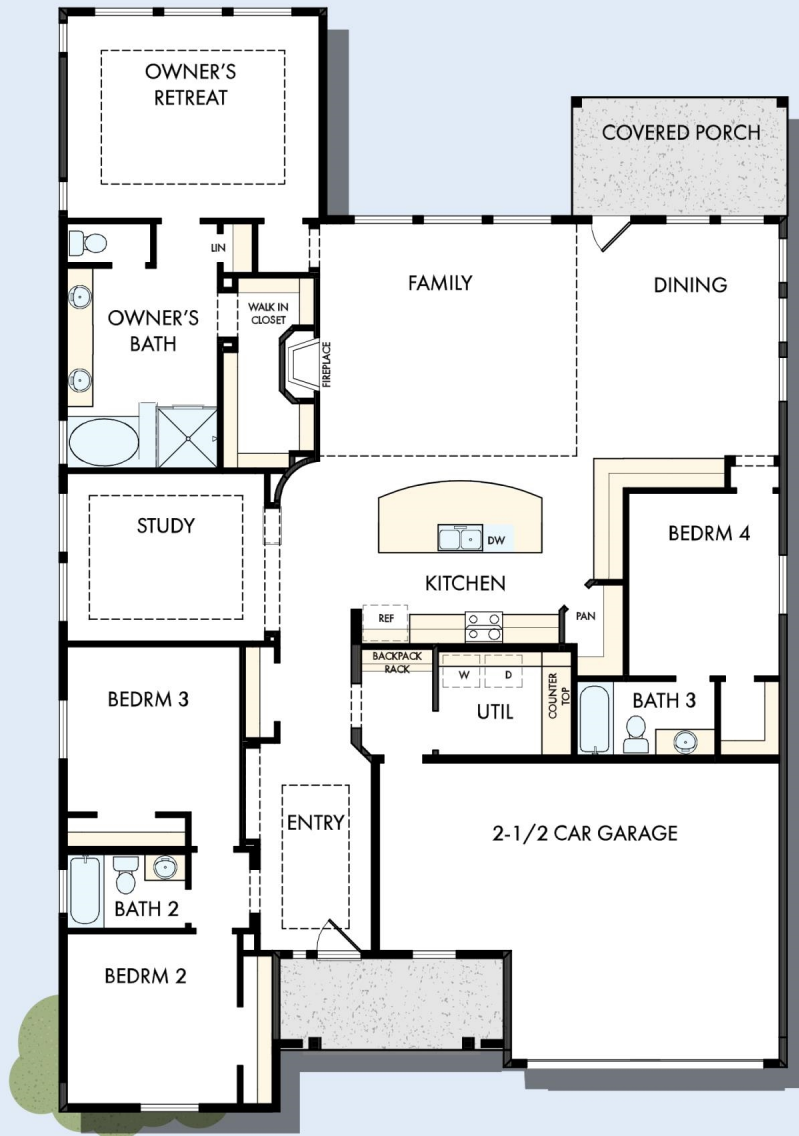 OWNER'S
RETREAT
COVERED PORCH
LIN
FAMILY
DINING
WALK IN
CLOSET
OWNER'S
BATH
FIREPLACE
STUDY
BEDRM 4
DW
KITCHEN
REF
PAN
BACKPACK
RACK
W
D
COUNTER
TOP
UTIL
BEDRM 3
BATH 3
ENTRY
2-1/2 CAR GARAGE
BATH 2
BEDRM 2